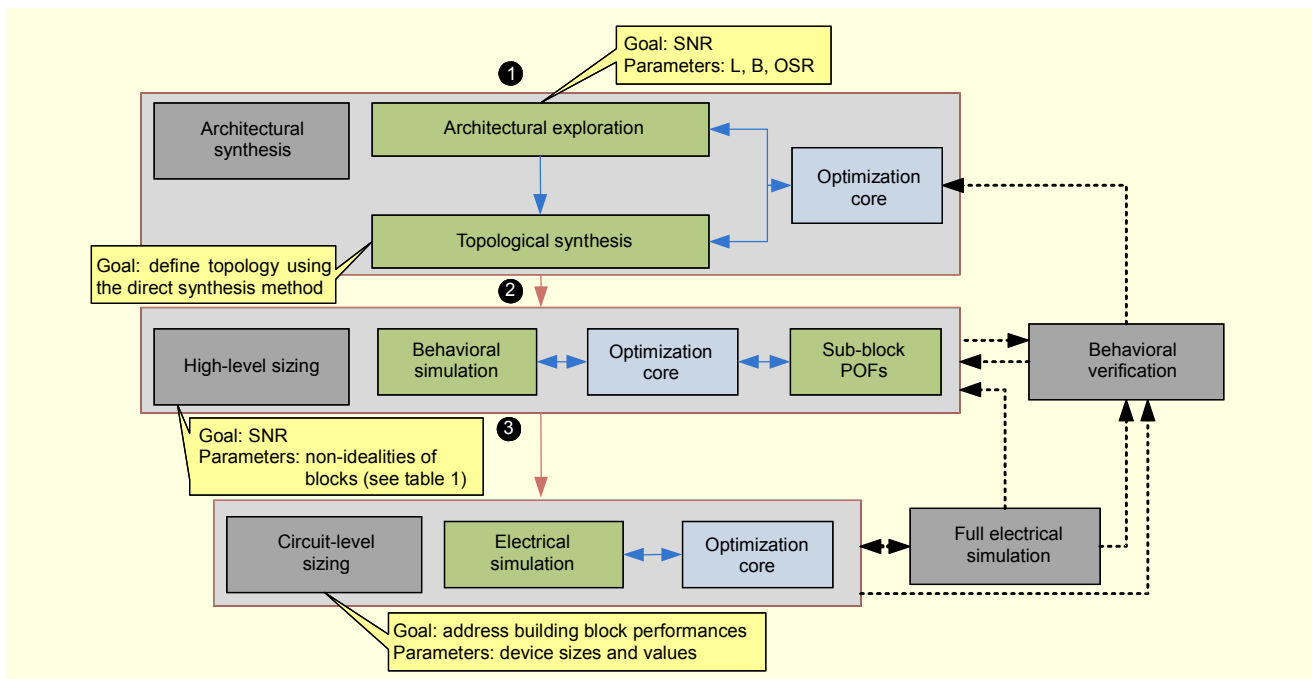 Goal: SNR
Parameters: L, B, OSR
1
Architectural
synthesis
Architectural exploration
Optimization
core
Topological synthesis
Goal: define topology using
the direct synthesis method
2
High-level sizing
Behavioral
simulation
Optimization
core
Sub-block
POFs
Behavioral
verification
Goal: SNR
Parameters: non-idealities of
blocks (see table 1)
3
Circuit-level
sizing
Electrical
simulation
Optimization
core
Full electrical
simulation
Goal: address building block performances
Parameters: device sizes and values